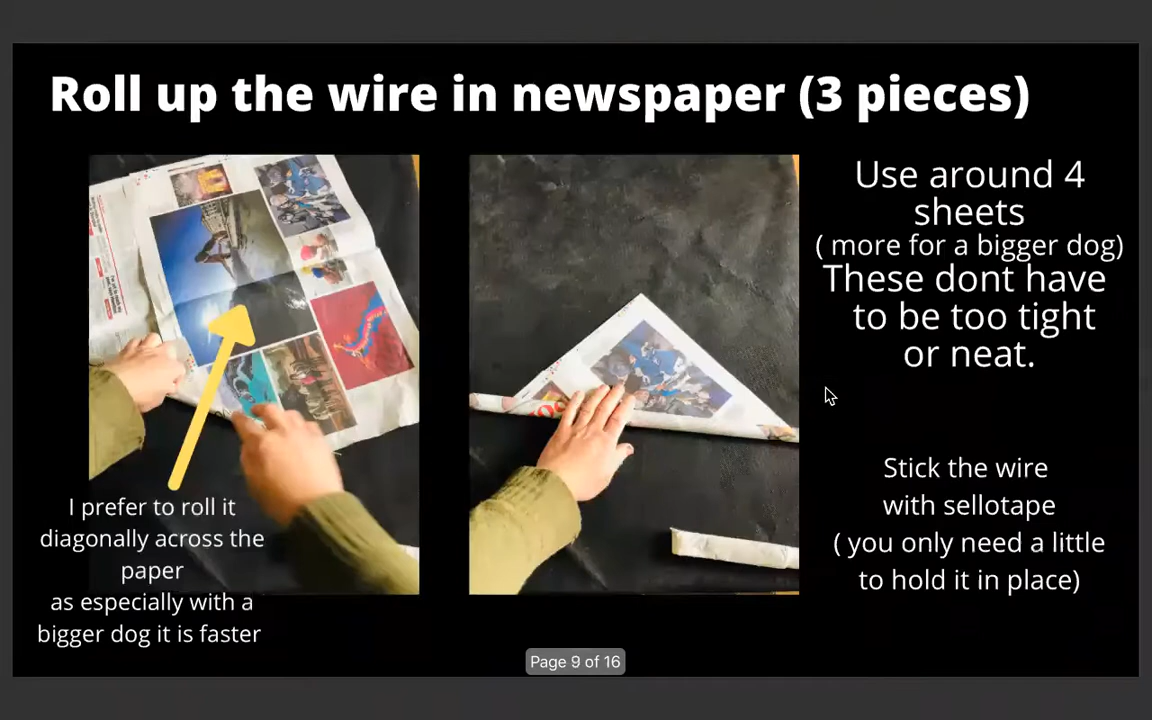 Roll up the wire in newspaper (3 pieces)
Use around 4
sheets
( more for a bigger dog)
These dont have
to be too tight
or neat.
Stick the wire
with sellotape
( you only need a little
to hold it in place)
I prefer to roll it
diagonally across the
paper
as especially with a
bigger dog it is faster
Page 9 of 16